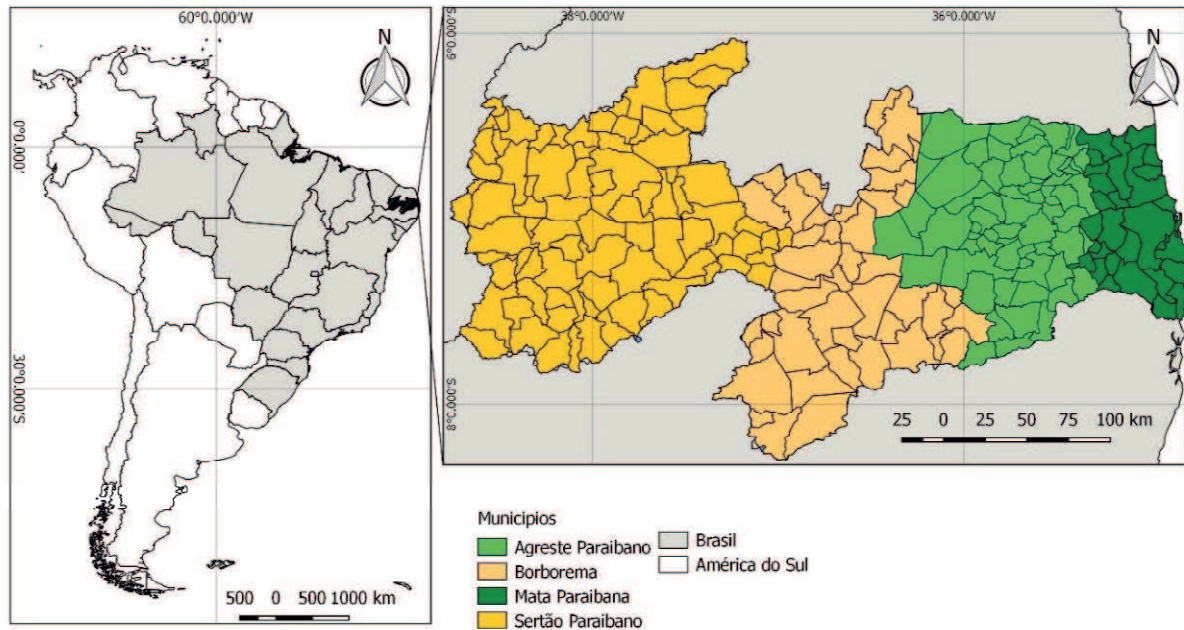 60°0.000'W
N
0°0.000'
30°0.000'S
500 0 500 1000 km
38°0.000'W
36°0.000'W
6°0.000'S
N
8°0.000'S
25 0 25 50 75 100 km
Municipios
Agreste Paraibano
Brasil
Borborema
América do Sul
Mata Paraibana
Sertão Paraibano